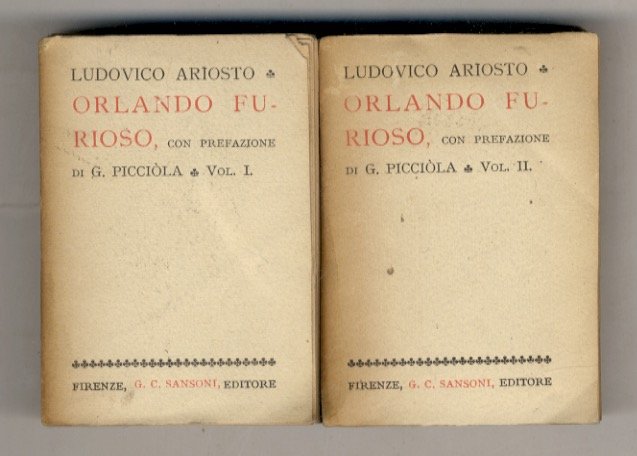 LUDOVICO ARIOSTO ♣
ORLANDO FU-
RIOSO, CON PREFAZIONE
DI G. PICCIÒLA ♣ VOL. I.
FIRENZE, G. C. SANSONI, EDITORE
LUDOVICO ARIOSTO ♣
ORLANDO FU-
RIOSO, CON PREFAZIONE
DI G. PICCIÒLA ♣ VOL. II.
FIRENZE, G. C. SANSONI, EDITORE